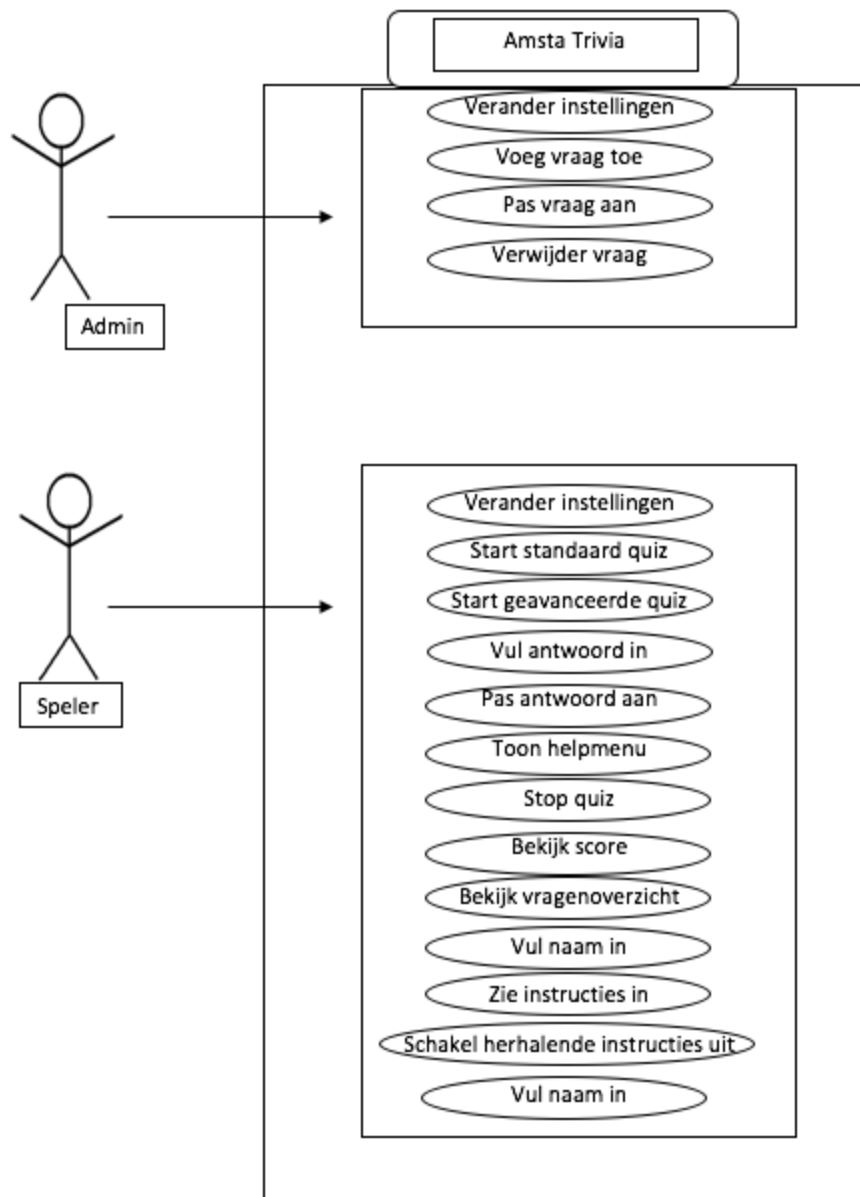 Amsta Trivia
Verander instellingen
Voeg vraag toe
Pas vraag aan
Verwijder vraag
Admin
Verander instellingen
Start standaard quiz
Start geavanceerde quiz
Vul antwoord in
Pas antwoord aan
Toon helpmenu
Stop quiz
Bekijk score
Bekijk vragenoverzicht
Vul naam in
Zie instructies in
Schakel herhalende instructies uit
Vul naam in
Speler